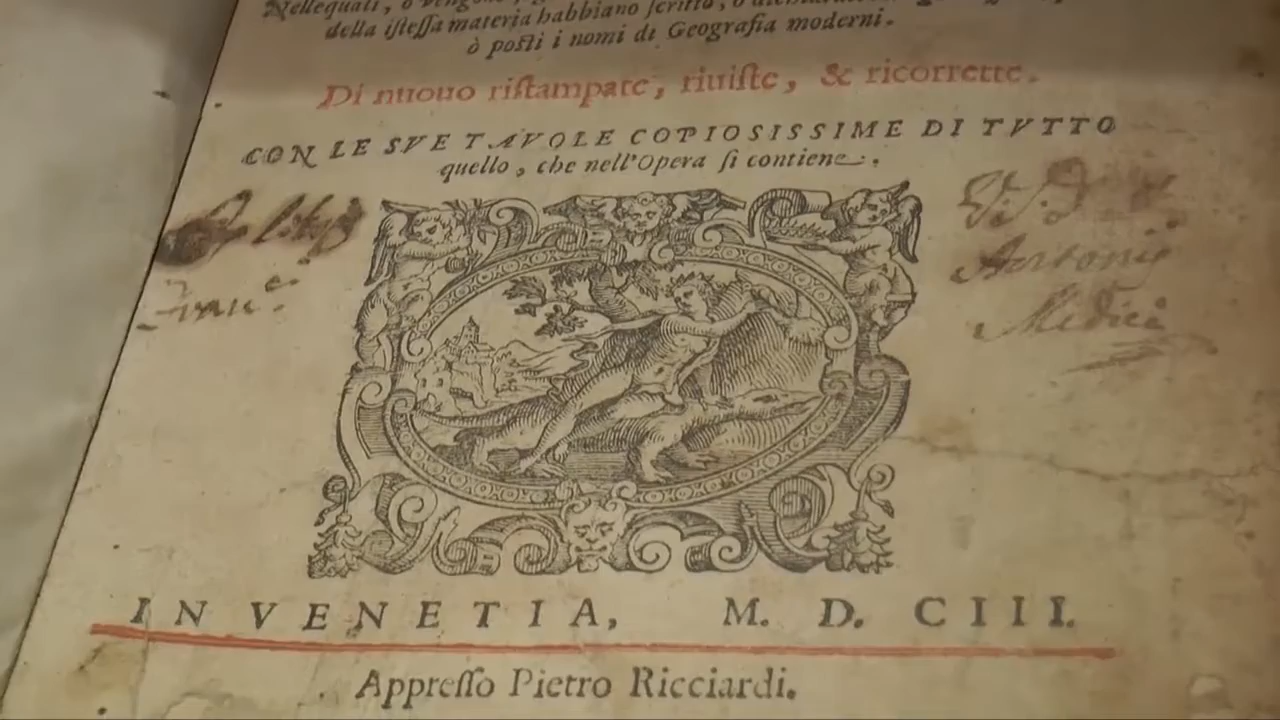 Nellequali, ò
della iſteſſa materia habbiano ſcritto, ò
ò poſti i nomi di Geografia moderni.
Di nuouo riſtampate, riuiſte, & ricorrette.
CON LE SVE TAVOLE COPIOSISSIME DI TVTTO
quello, che nell'Opera ſi contiene.
Antonij
Medici
IN VENETIA, M. D. CIII.
Appreſſo Pietro Ricciardi.